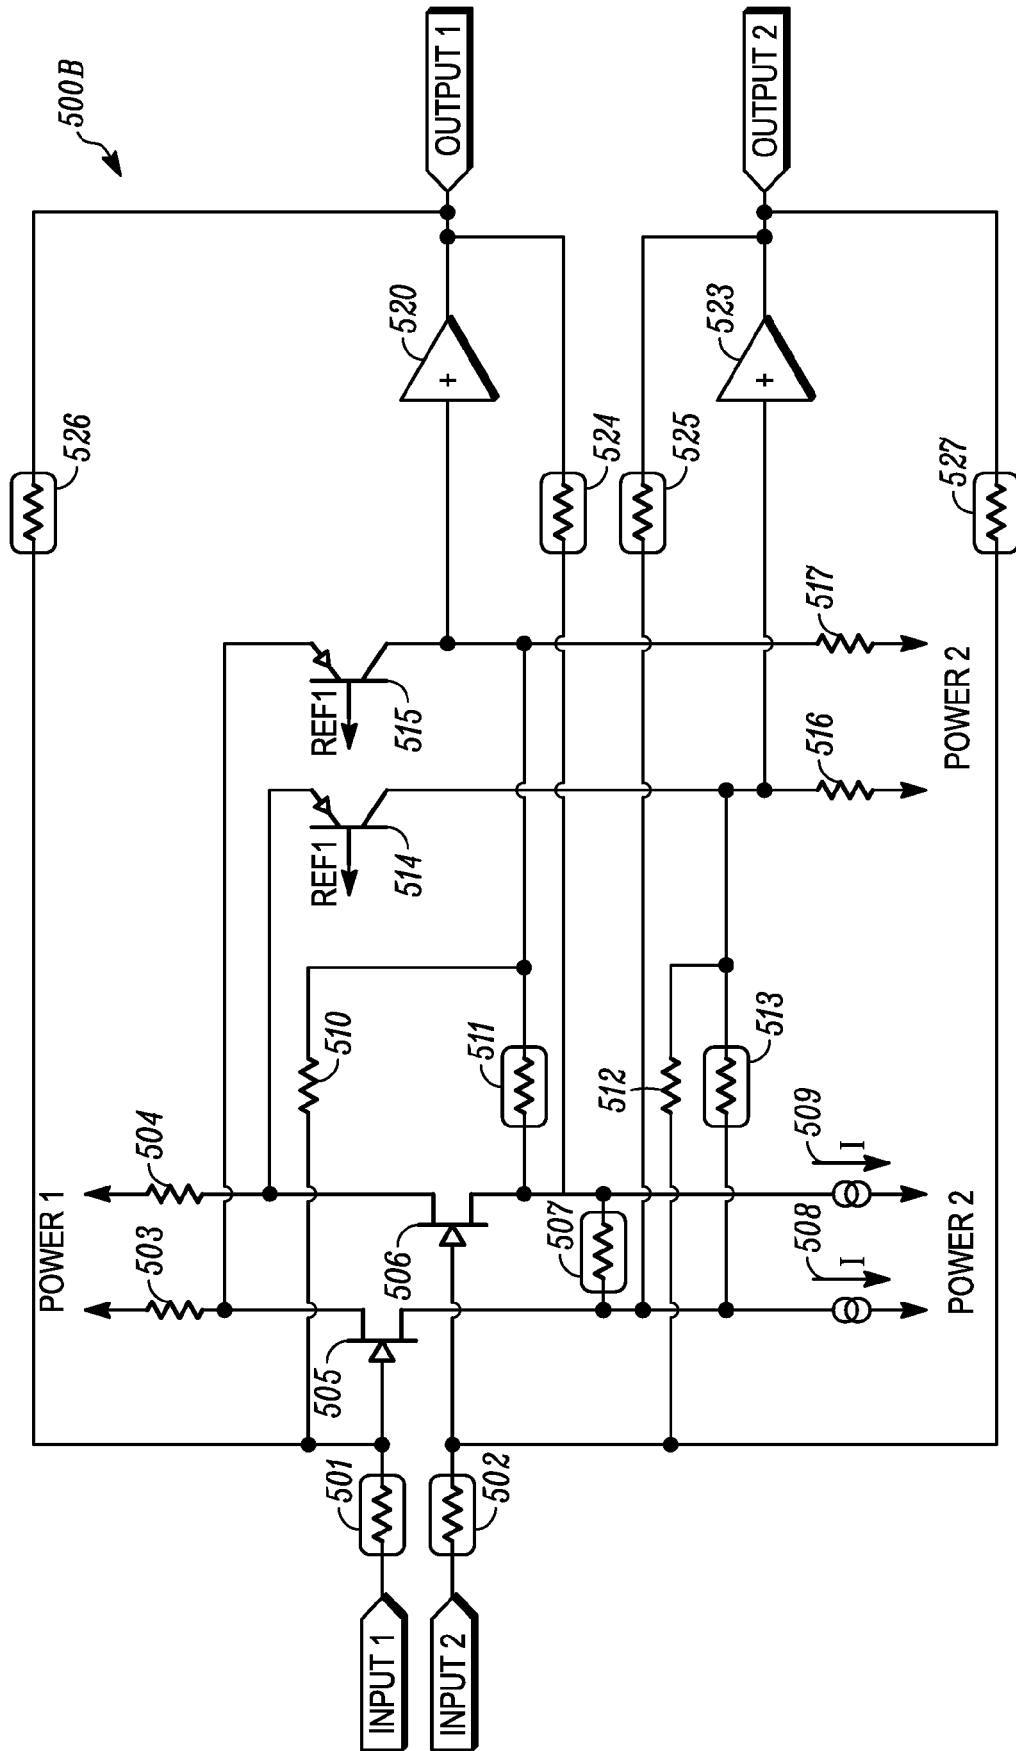 500B
OUTPUT 1
OUTPUT 2
520
+
523
+
526
524
525
527
517
516
POWER 2
REF1
515
REF1
514
510
511
512
513
POWER 1
504
503
506
505
507
509
I
508
I
POWER 2
501
502
INPUT 1
INPUT 2